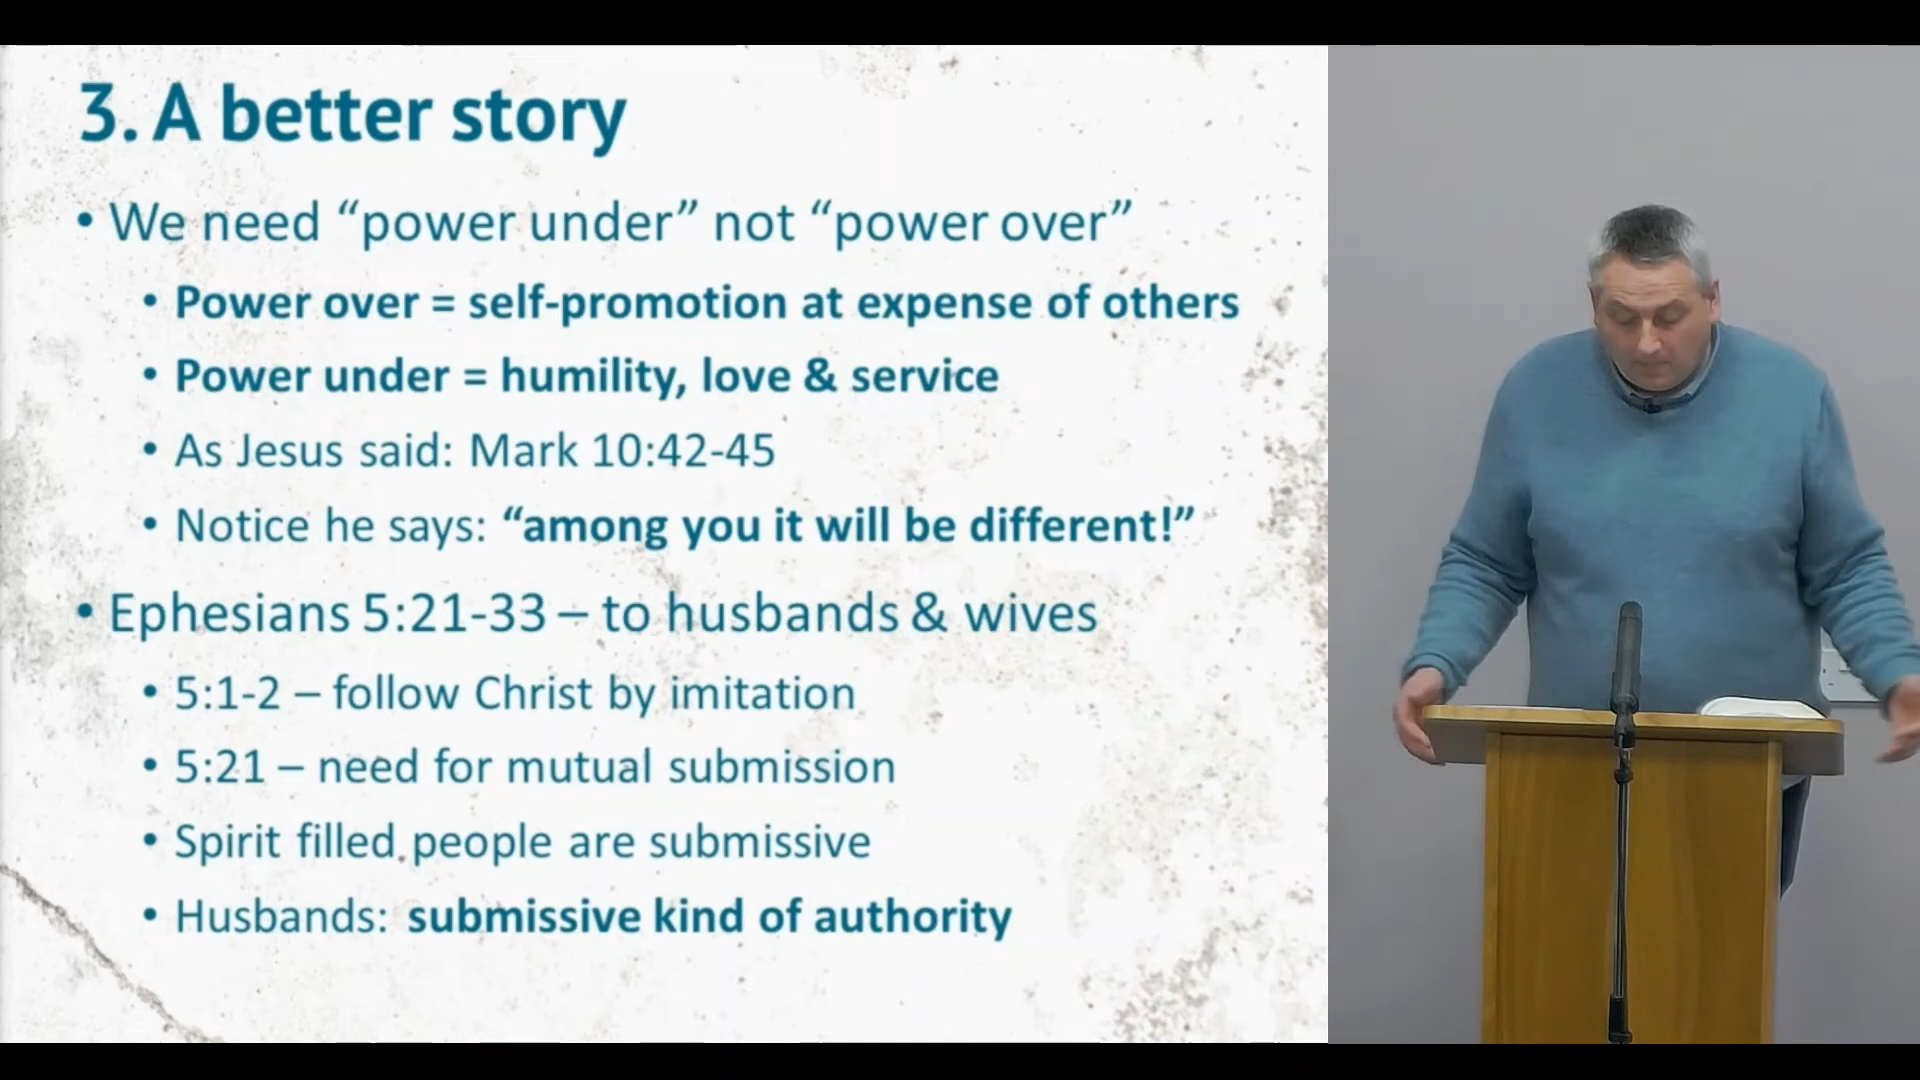 3. A better story
• We need “power under” not “power over”
• Power over = self-promotion at expense of others
• Power under = humility, love & service
• As Jesus said: Mark 10:42-45
• Notice he says: “among you it will be different!”
• Ephesians 5:21-33 – to husbands & wives
• 5:1-2 – follow Christ by imitation
• 5:21 – need for mutual submission
• Spirit filled people are submissive
• Husbands: submissive kind of authority